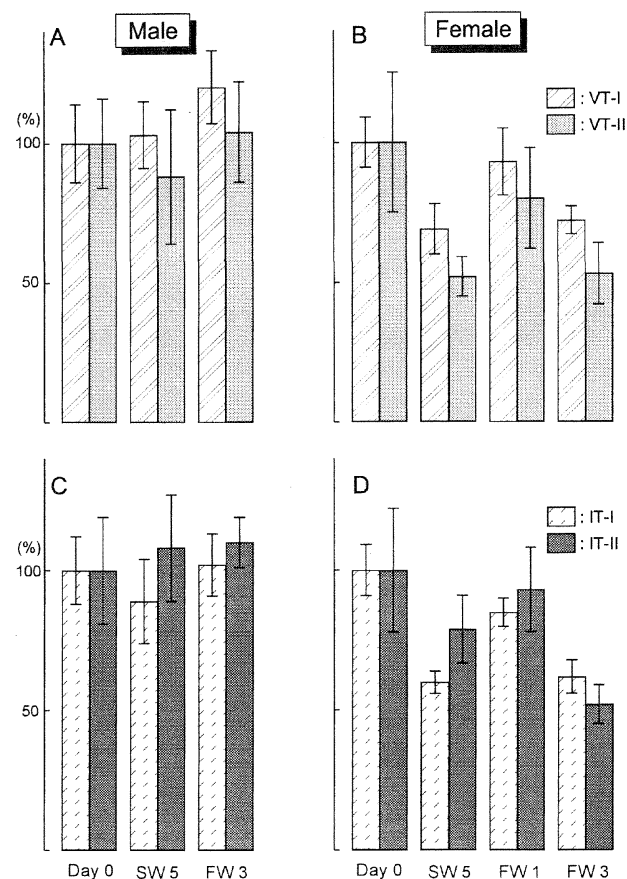 Male
Female
A
B
(%)
100
50
: VT-I
: VT-II
C
D
(%)
100
50
: IT-I
: IT-II
Day 0 SW 5 FW 3
Day 0 SW 5 FW 1 FW 3